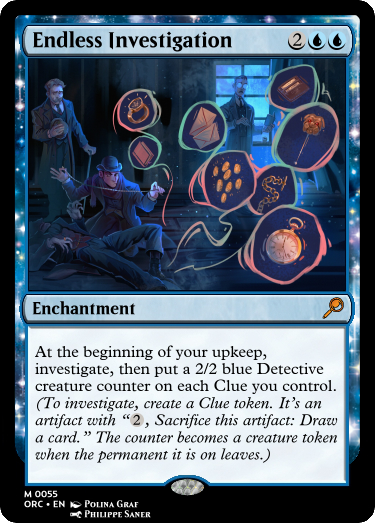 Endless Investigation 2
Enchantment
At the beginning of your upkeep,
investigate, then put a 2/2 blue Detective
creature counter on each Clue you control.
(To investigate, create a Clue token. It's an
artifact with “2, Sacrifice this artifact: Draw
a card.” The counter becomes a creature token
when the permanent it is on leaves.)
M 0055
ORC • EN Polina Graf
Philippe Saner